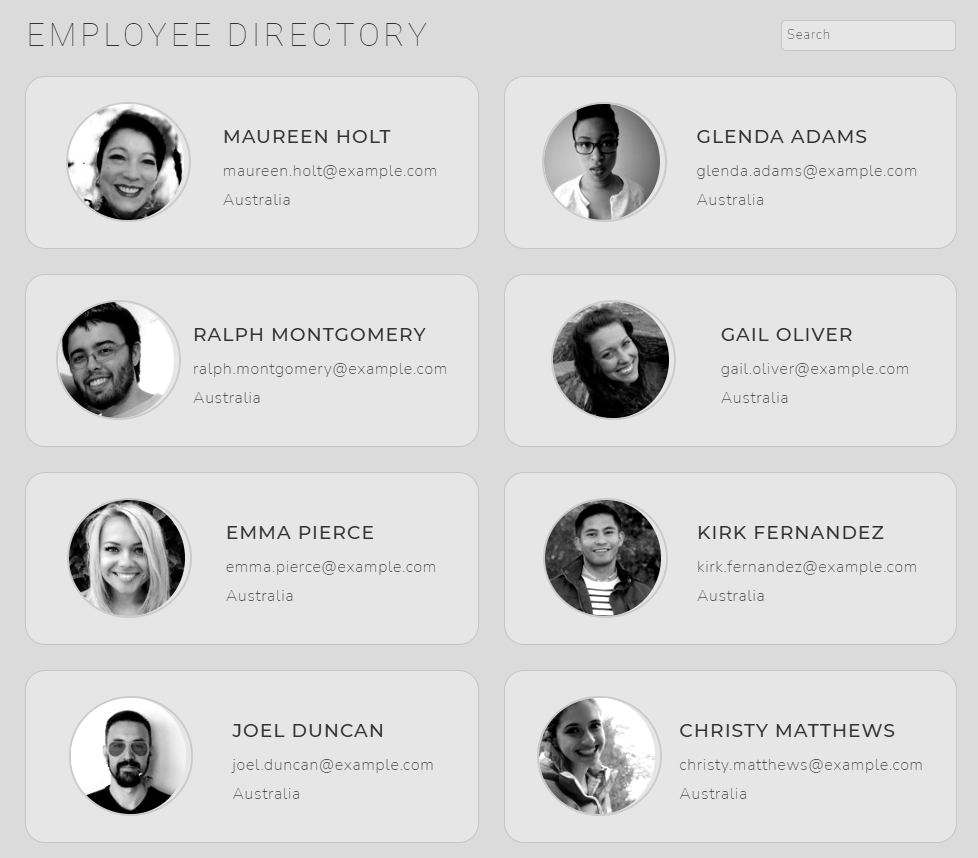 EMPLOYEE DIRECTORY
Search
MAUREEN HOLT
maureen.holt@example.com
Australia
GLENDA ADAMS
glenda.adams@example.com
Australia
RALPH MONTGOMERY
ralph.montgomery@example.com
Australia
GAIL OLIVER
gail.oliver@example.com
Australia
EMMA PIERCE
emma.pierce@example.com
Australia
KIRK FERNANDEZ
kirk.fernandez@example.com
Australia
JOEL DUNCAN
joel.duncan@example.com
Australia
CHRISTY MATTHEWS
christy.matthews@example.com
Australia